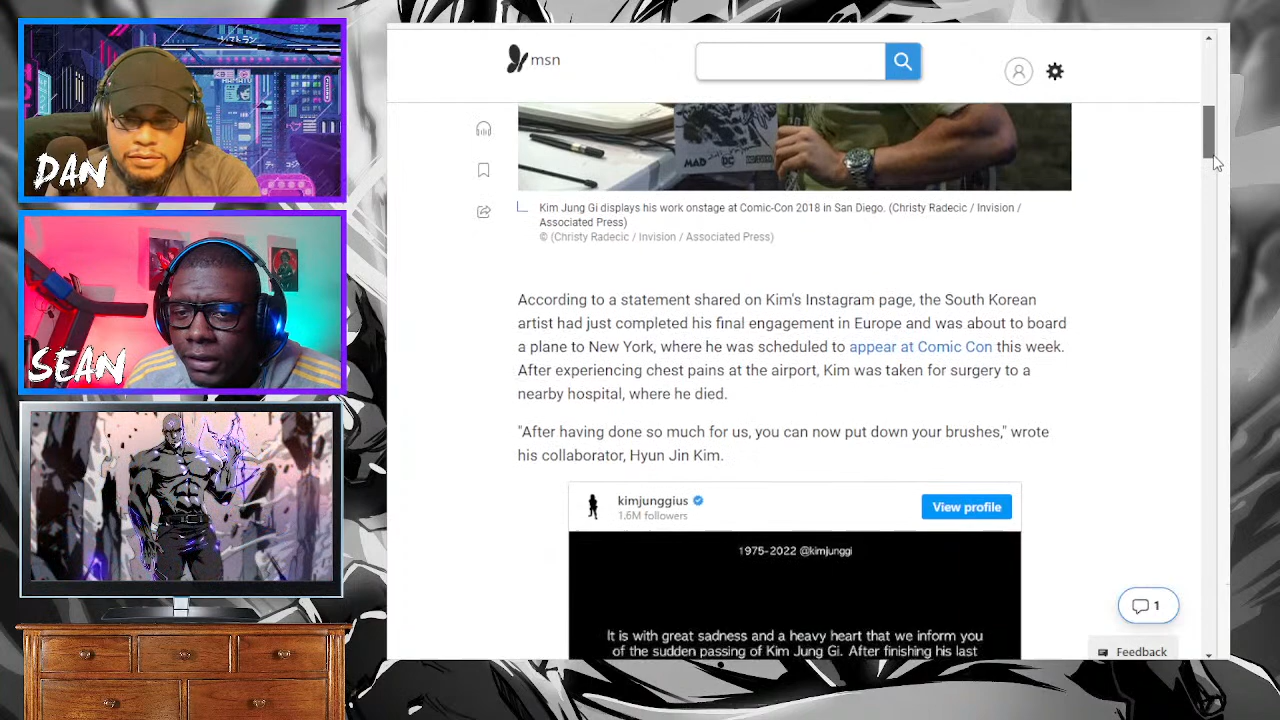 DAN
SEAN
msn
MAD DC
Kim Jung Gi displays his work onstage at Comic-Con 2018 in San Diego. (Christy Radecic / Invision /
Associated Press)
© (Christy Radecic / Invision / Associated Press)
According to a statement shared on Kim's Instagram page, the South Korean
artist had just completed his final engagement in Europe and was about to board
a plane to New York, where he was scheduled to appear at Comic Con this week.
After experiencing chest pains at the airport, Kim was taken for surgery to a
nearby hospital, where he died.
"After having done so much for us, you can now put down your brushes," wrote
his collaborator, Hyun Jin Kim.
kimjunggius
1.6M followers
View profile
1975-2022 @kimjunggi
It is with great sadness and a heavy heart that we inform you
of the sudden passing of Kim Jung Gi. After finishing his last
1
Feedback